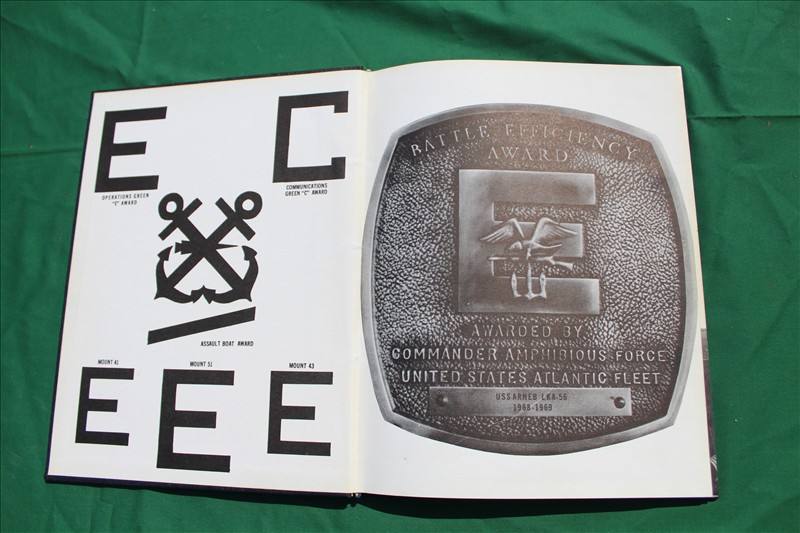 E C
OPERATIONS GREEN
"E" AWARD
COMMUNICATIONS
GREEN "C" AWARD
ASSAULT BOAT AWARD
MOUNT 41 MOUNT 51 MOUNT 43
E E E
BATTLE EFFICIENCY
AWARD
E
AWARDED BY
COMMANDER AMPHIBIOUS FORCE
UNITED STATES ATLANTIC FLEET
USS ARNEB LKA-56
1968-1969